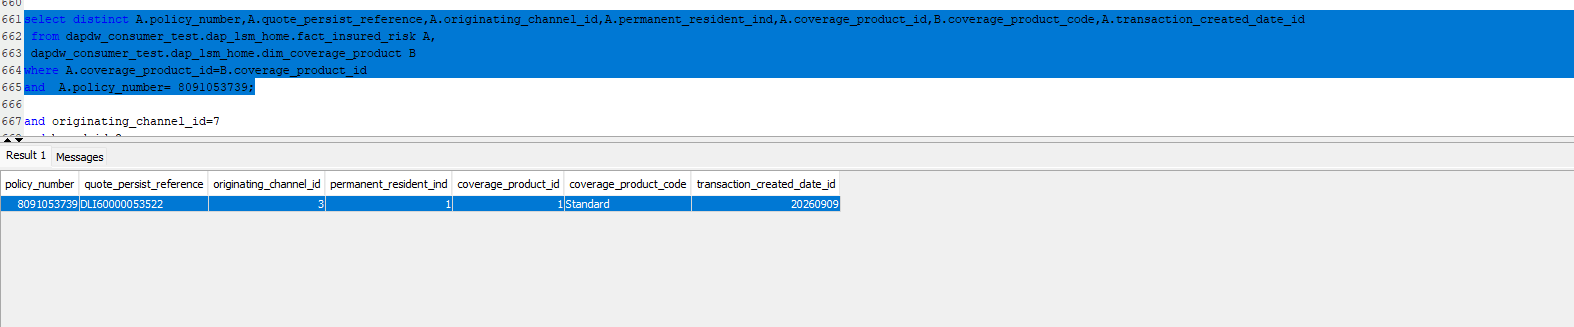 660
661 select distinct A.policy_number,A.quote_persist_reference,A.originating_channel_id,A.permanent_resident_ind,A.coverage_product_id,B.coverage_product_code,A.transaction_created_date_id
662 from dapdw_consumer_test.dap_lsm_home.fact_insured_risk A,
663 dapdw_consumer_test.dap_lsm_home.dim_coverage_product B
664 where A.coverage_product_id=B.coverage_product_id
665 and A.policy_number= 8091053739;
666
667 and originating_channel_id=7
Result 1 Messages
policy_number quote_persist_reference originating_channel_id permanent_resident_ind coverage_product_id coverage_product_code transaction_created_date_id
8091053739 DLI60000053522 3 1 1 Standard 20260909